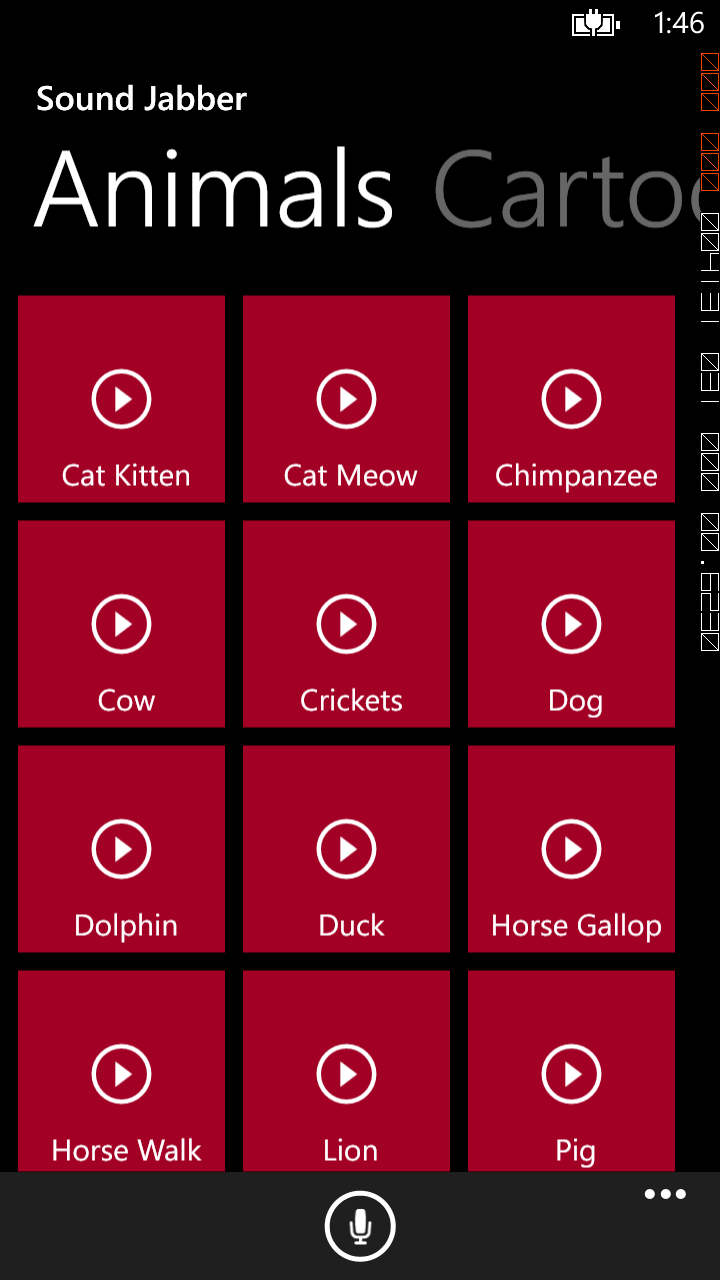 1:46
Sound Jabber
Animals Cartoo
Cat Kitten Cat Meow Chimpanzee
Cow Crickets Dog
Dolphin Duck Horse Gallop
Horse Walk Lion Pig